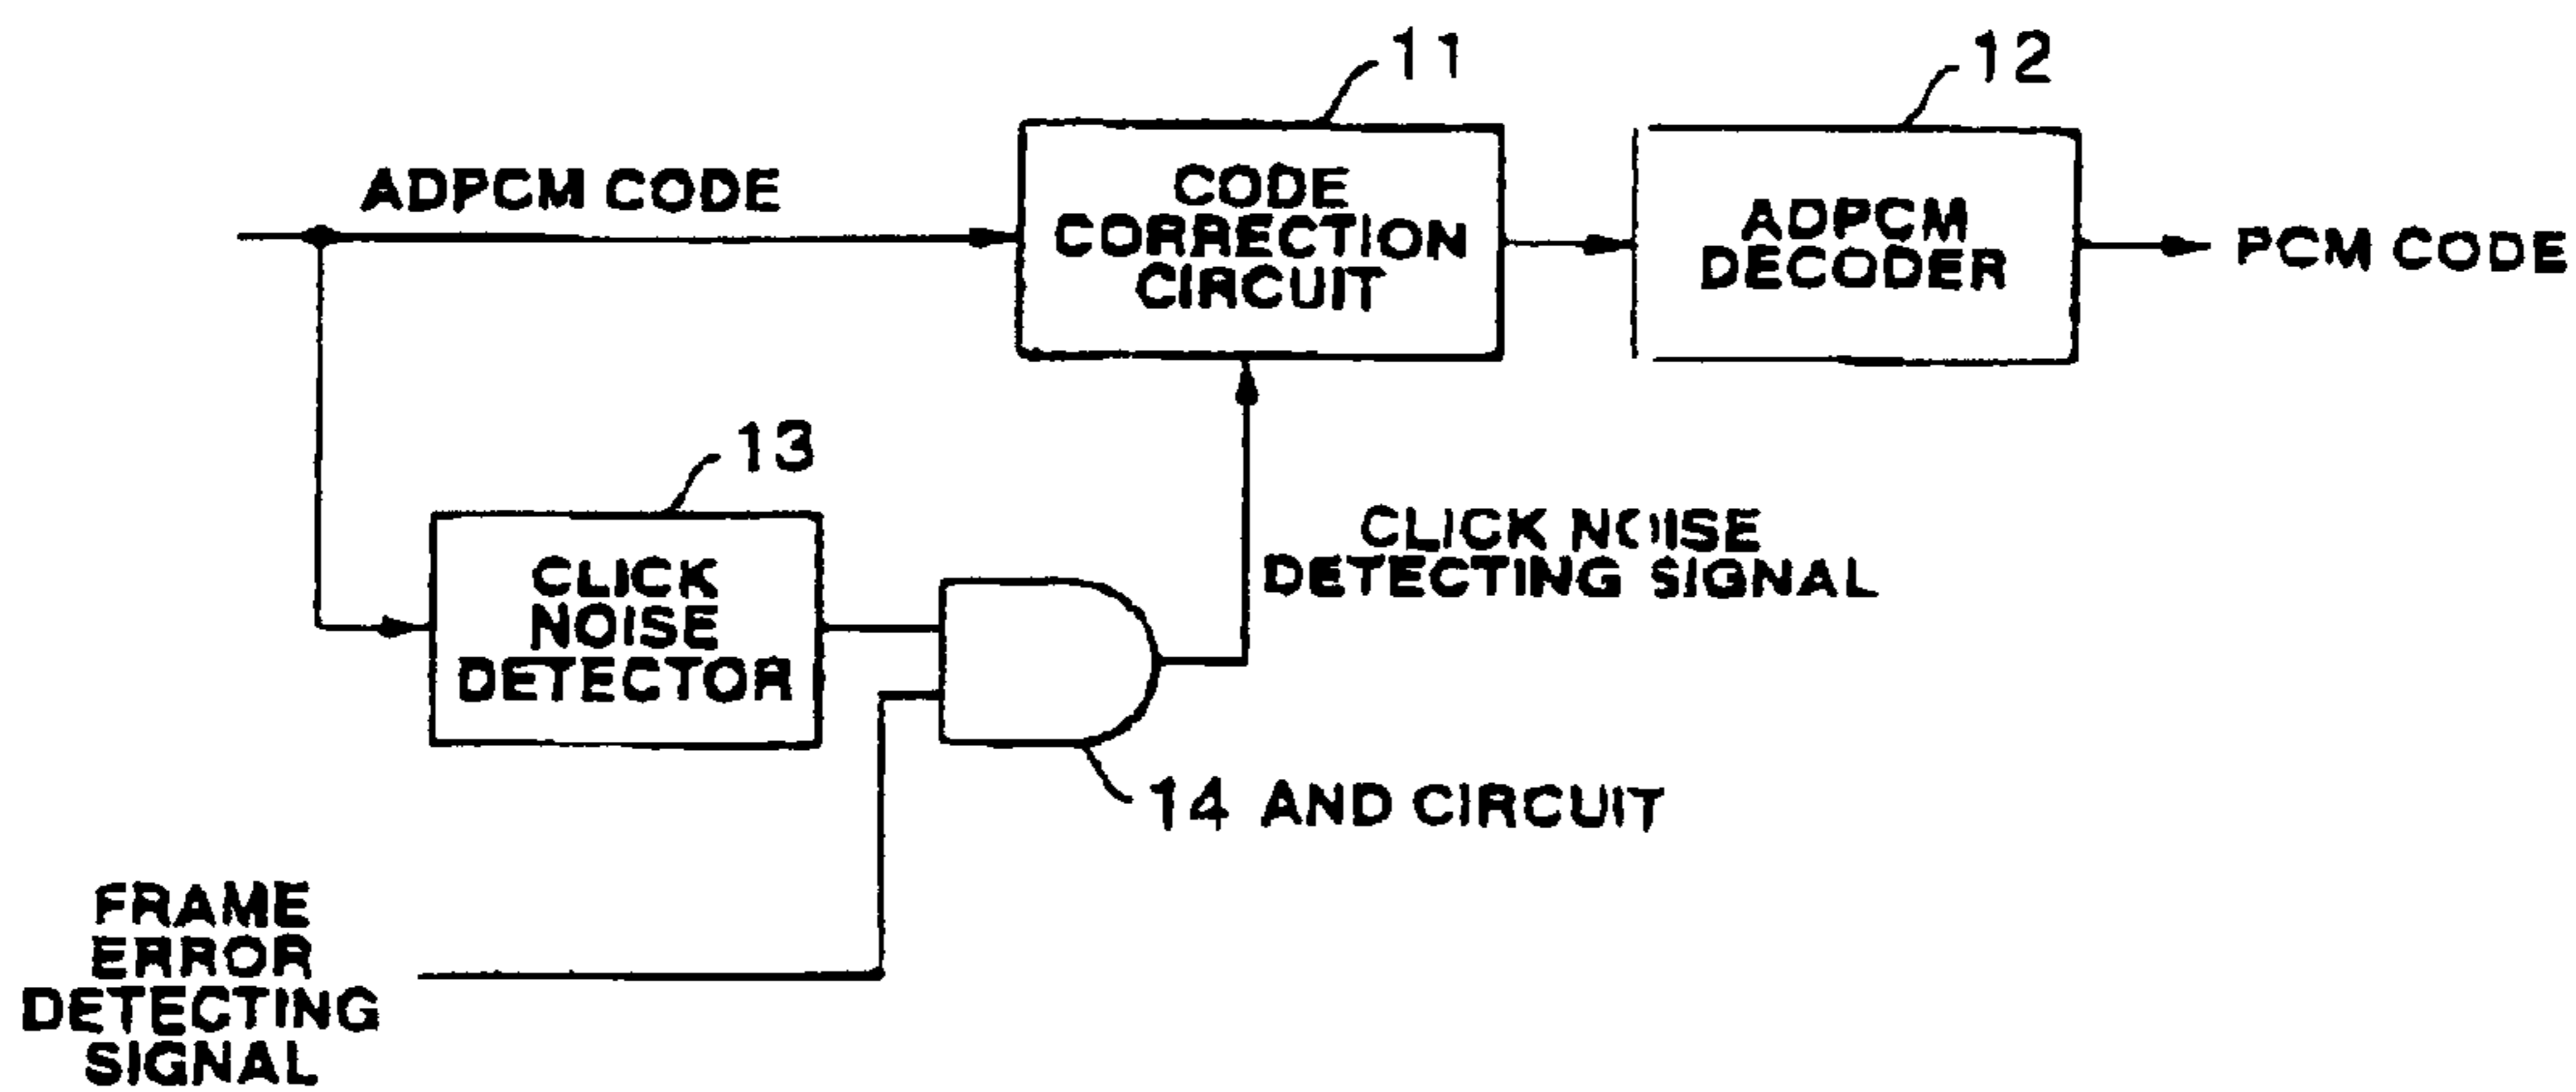 11
12
ADPCM CODE
CODE
CORRECTION
CIRCUIT
ADPCM
DECODER
PCM CODE
13
CLICK
NOISE
DETECTOR
CLICK NOISE
DETECTING SIGNAL
14 AND CIRCUIT
FRAME
ERROR
DETECTING
SIGNAL